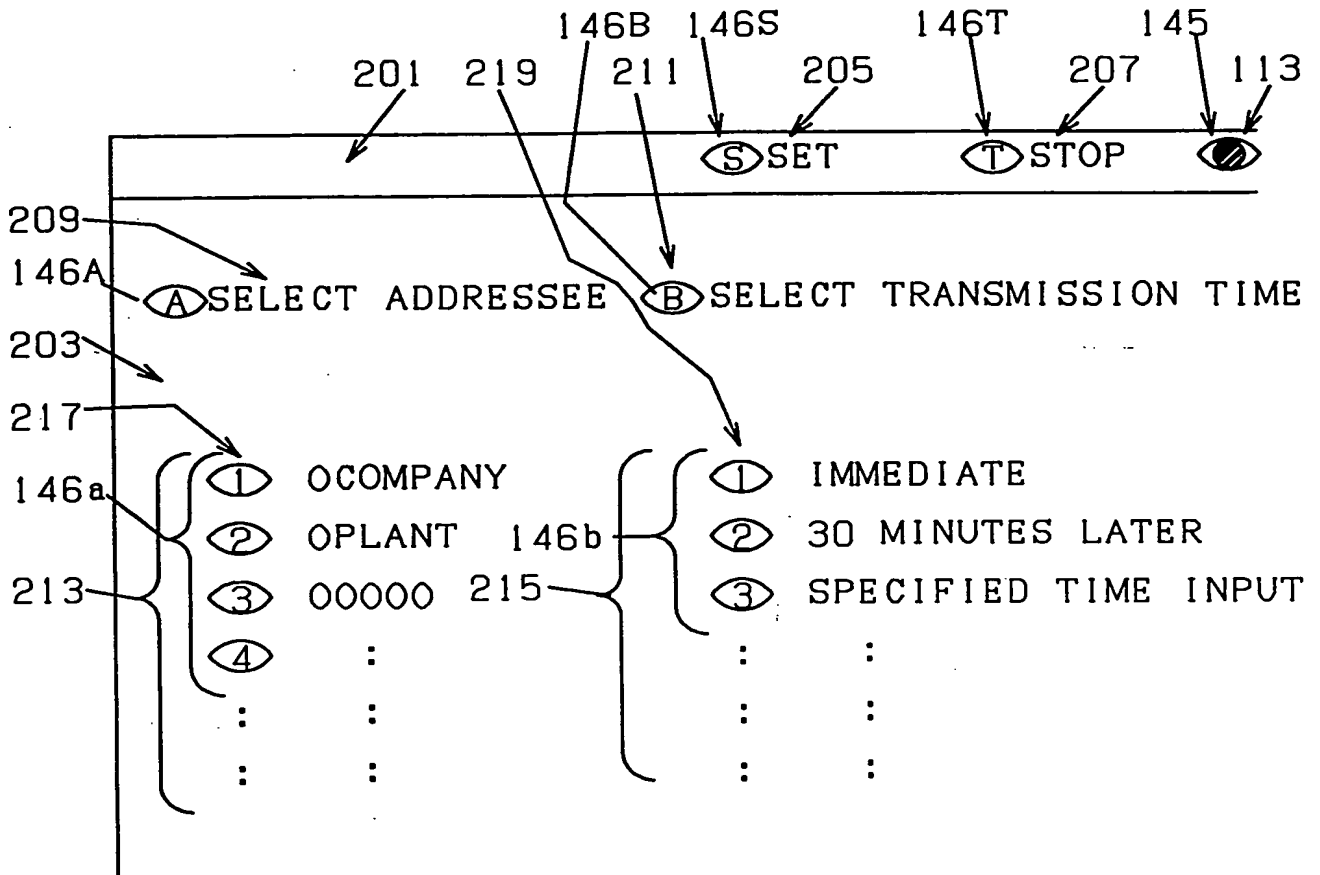 146B 146S 146T 145
201 219 211 205 207 113
S SET T STOP
209
146A
A SELECT ADDRESSEE B SELECT TRANSMISSION TIME
203
217
1 OCOMPANY 1 IMMEDIATE
146a
2 OPLANT 146b 2 30 MINUTES LATER
213 3 OOOOO 215 3 SPECIFIED TIME INPUT
4 : : :
: : : :
: : : :